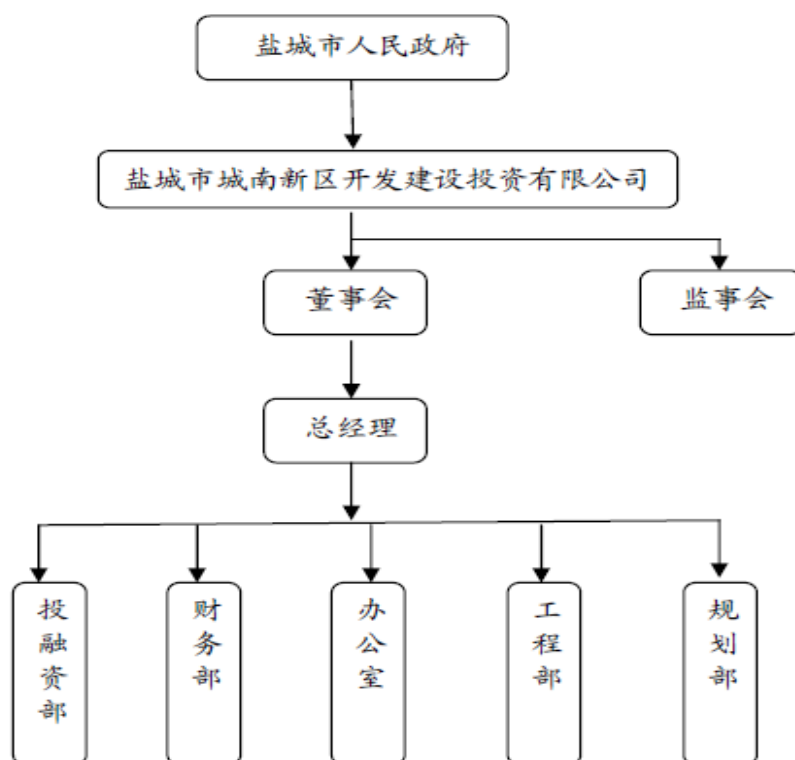 盐城市人民政府
盐城市城南新区开发建设投资有限公司
董事会
监事会
总经理
投融资部
财务部
办公室
工程部
规划部